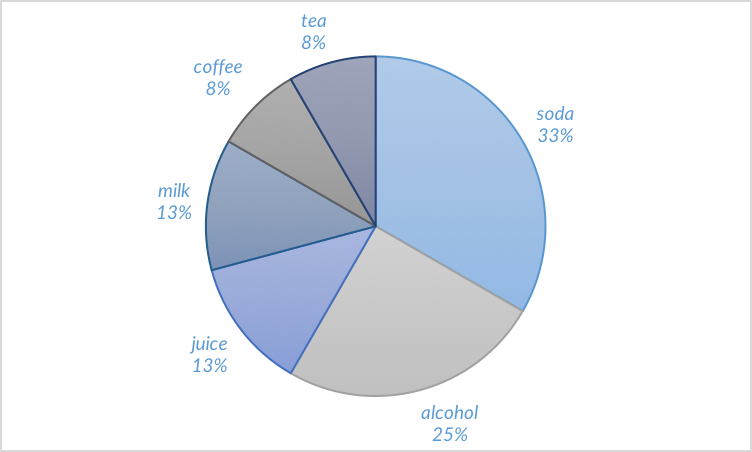 tea
8%
coffee
8%
soda
33%
milk
13%
juice
13%
alcohol
25%